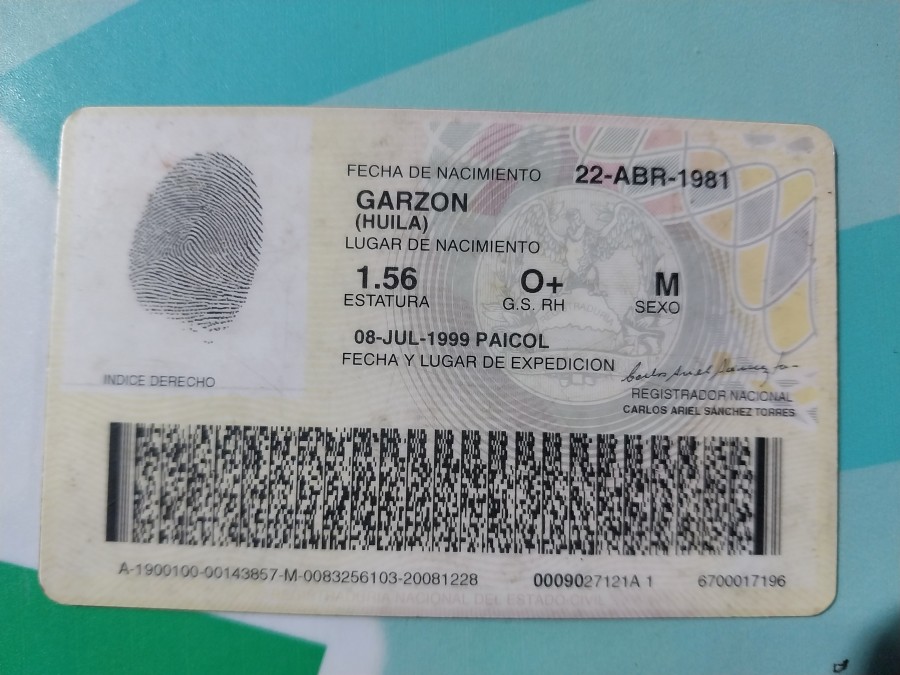 FECHA DE NACIMIENTO 22-ABR-1981
GARZON
(HUILA)
LUGAR DE NACIMIENTO
1.56 O+ M
ESTATURA G.S. RH SEXO
08-JUL-1999 PAICOL
FECHA Y LUGAR DE EXPEDICION
INDICE DERECHO
REGISTRADOR NACIONAL
CARLOS ARIEL SÁNCHEZ TORRES
A-1900100-00143857-M-0083256103-20081228 0009027121A 1 6700017196
NACIONAL DEL ESTADO CIVIL